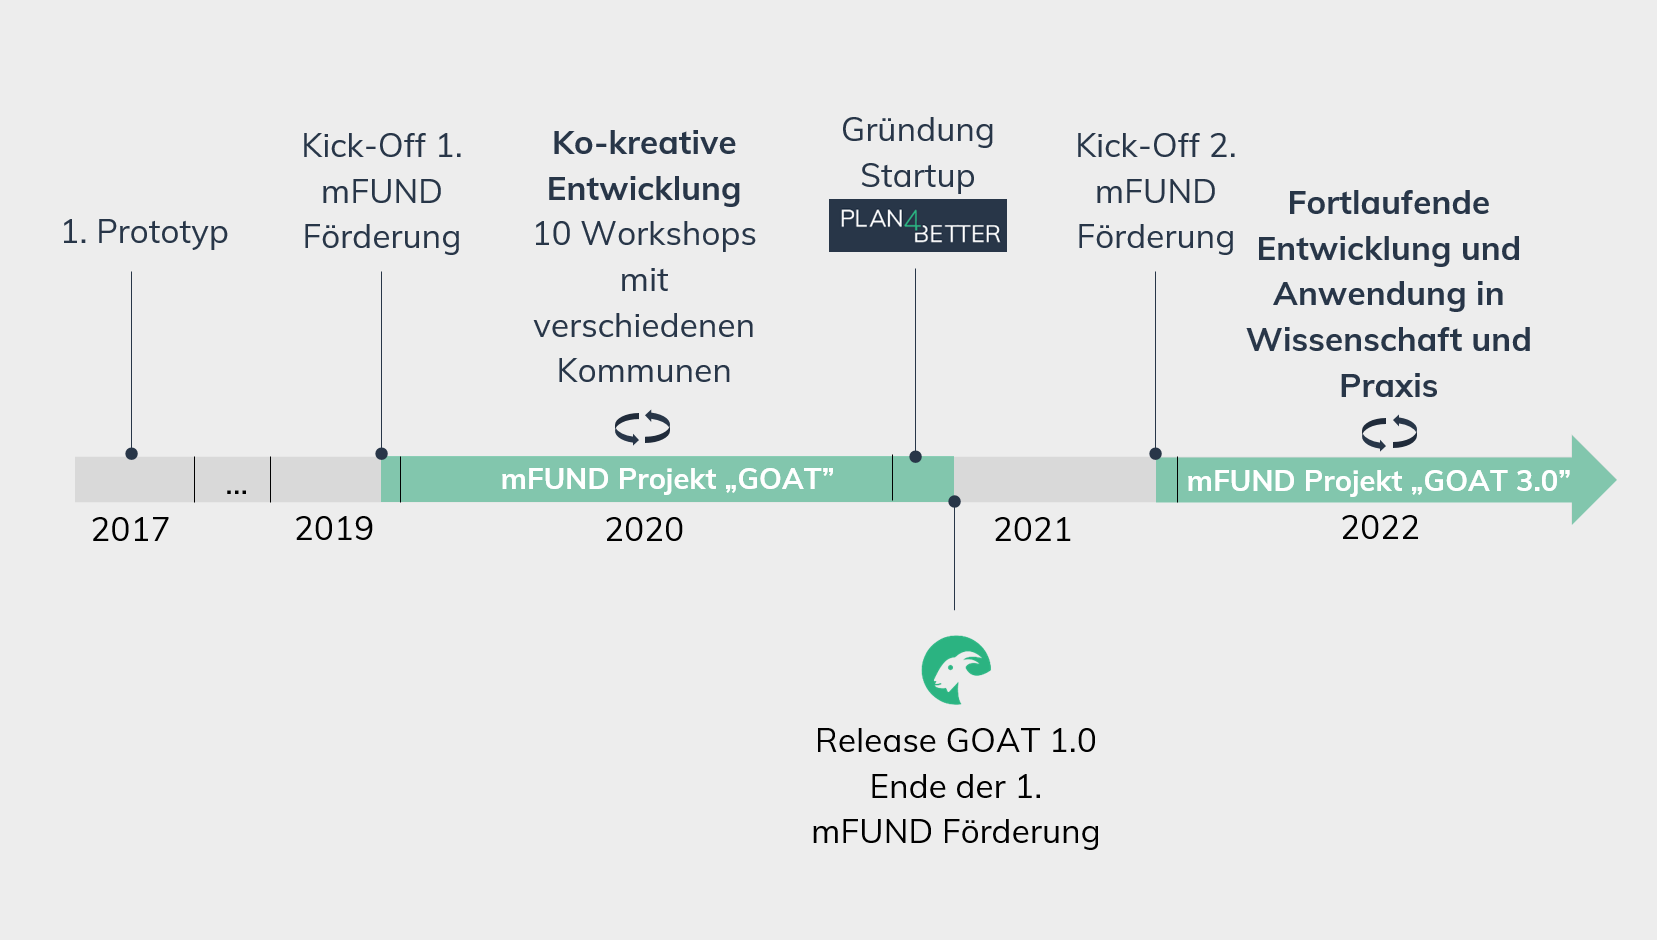 1. Prototyp
Kick-Off 1.
mFUND
Förderung
Ko-kreative
Entwicklung
10 Workshops
mit
verschiedenen
Kommunen
Gründung
Startup
PLAN4
BETTER
Kick-Off 2.
mFUND
Förderung
Fortlaufende
Entwicklung und
Anwendung in
Wissenschaft und
Praxis
...
mFUND Projekt „GOAT”
mFUND Projekt „GOAT 3.0”
2017
2019
2020
2021
2022
Release GOAT 1.0
Ende der 1.
mFUND Förderung